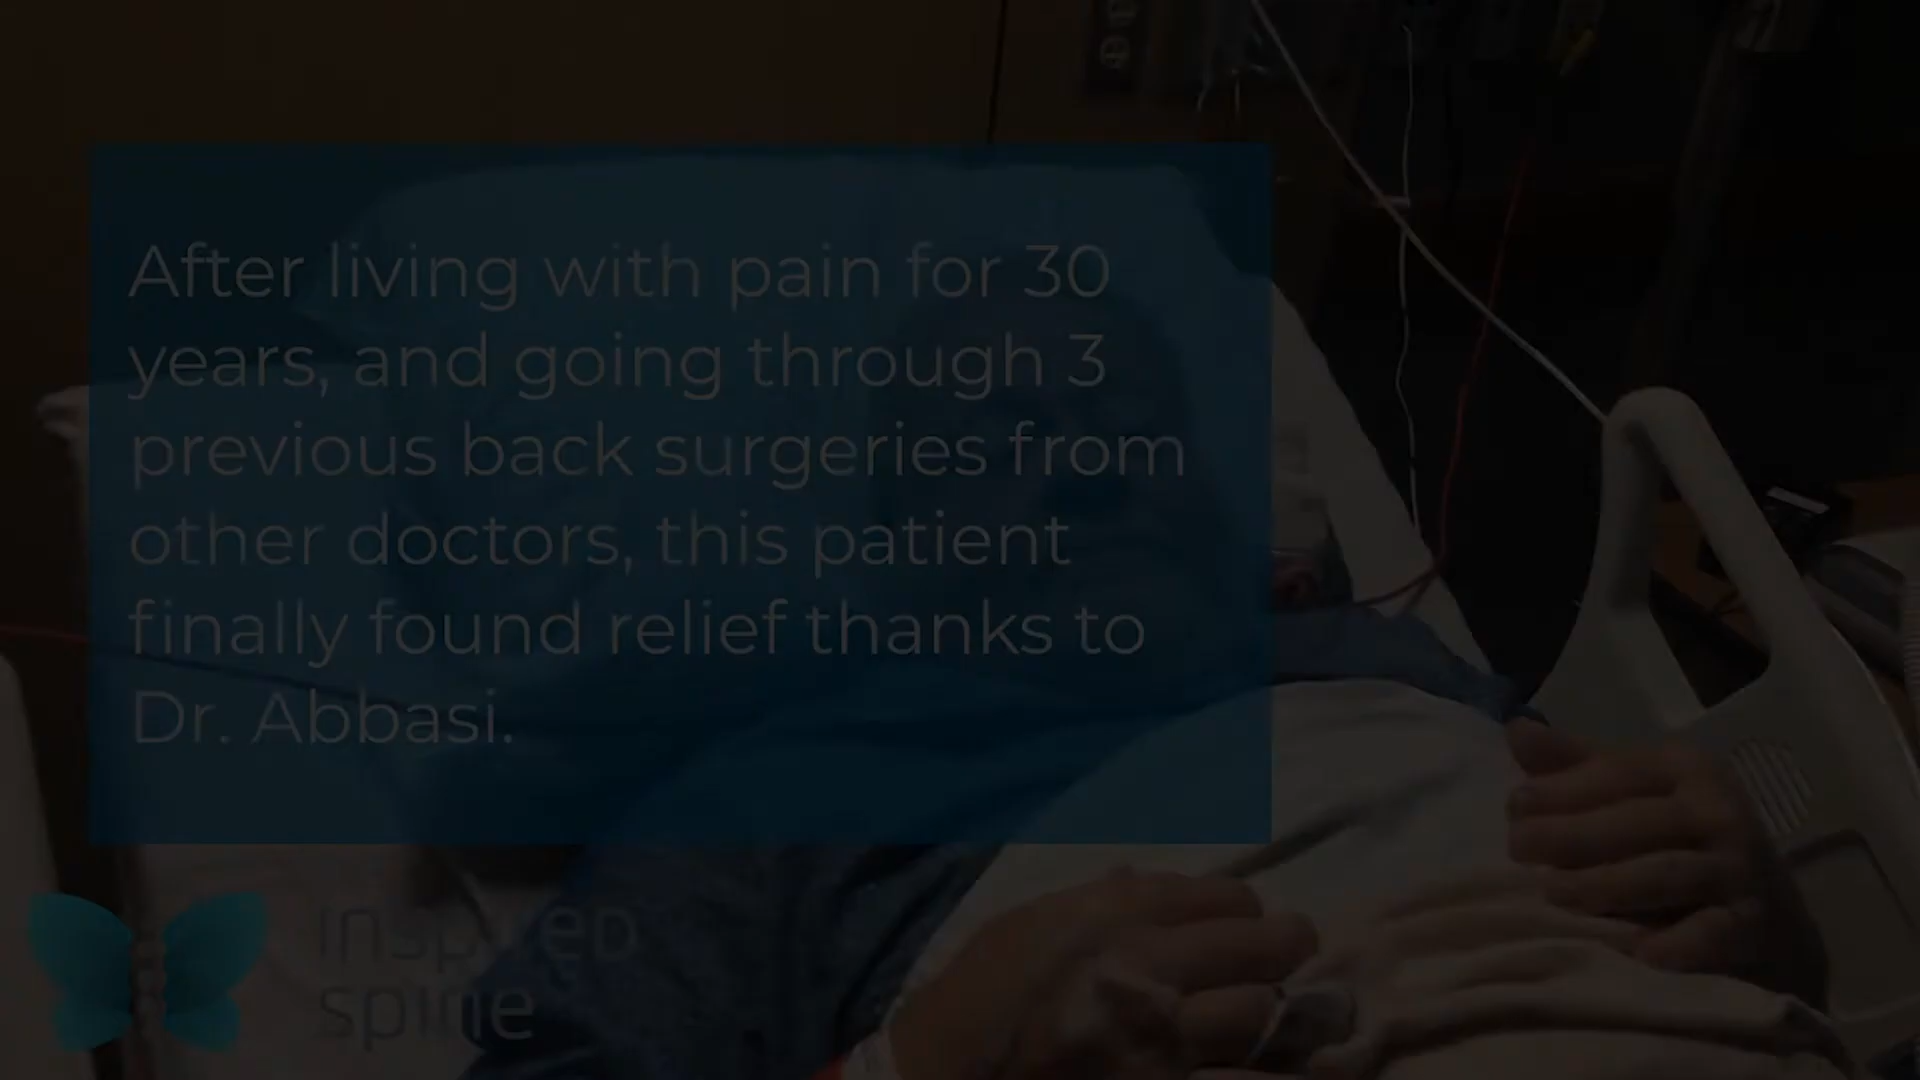 After living with pain for 30
years, and going through 3
previous back surgeries from
other doctors, this patient
finally found relief thanks to
Dr. Abbasi.
inspired
spine